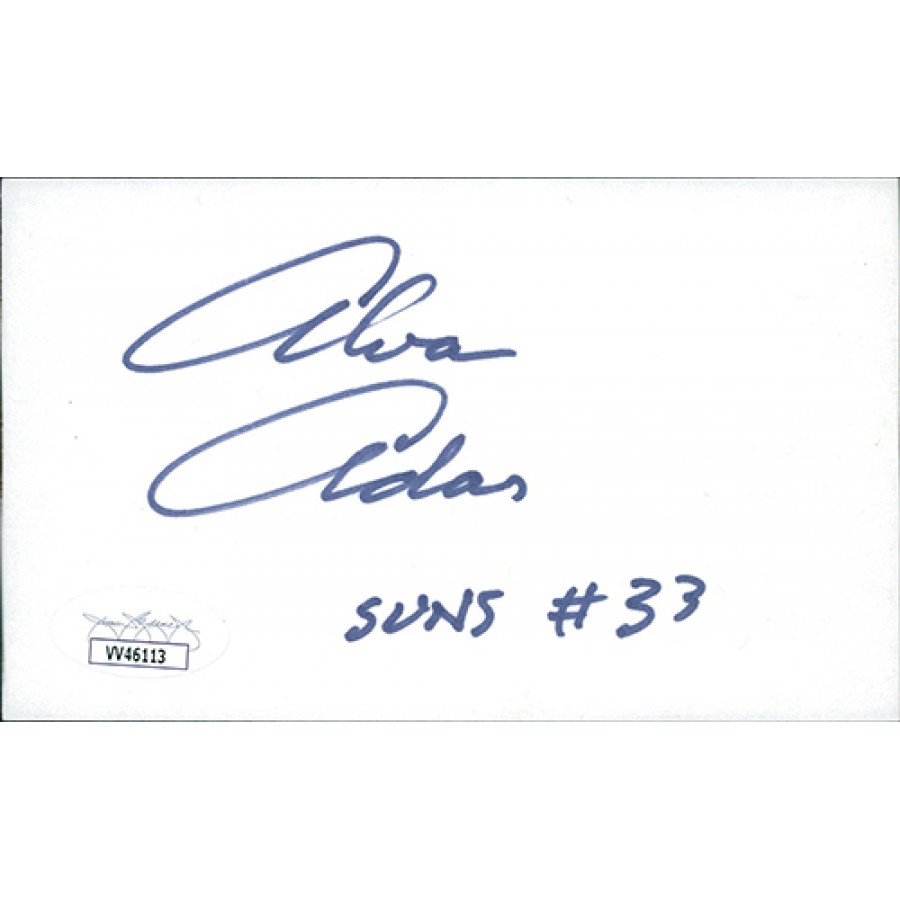 Alvan
Adams
SUNS #33
VV46113